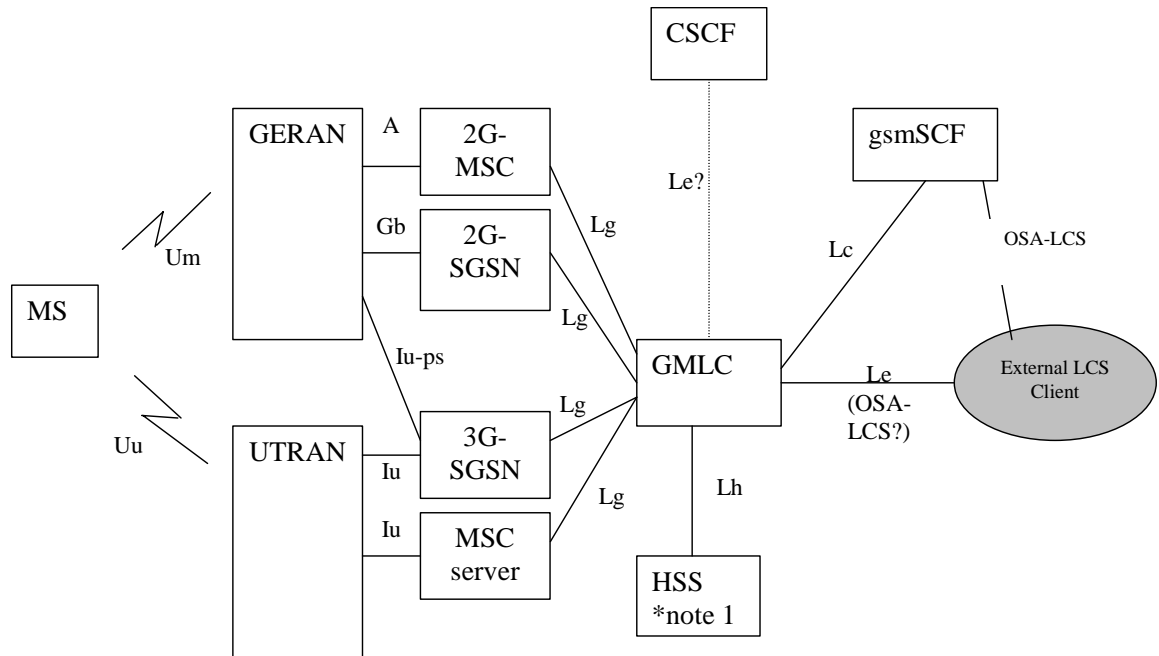 CSCF
GERAN
A
2G-
MSC
gsmSCF
Le?
Lg
Gb
2G-
SGSN
Lc
OSA-LCS
Um
MS
Lg
Iu-ps
GMLC
Le
(OSA-
LCS?)
External LCS
Client
Uu
UTRAN
Iu
3G-
SGSN
Lg
Lg
Lh
Iu
MSC
server
HSS
*note 1